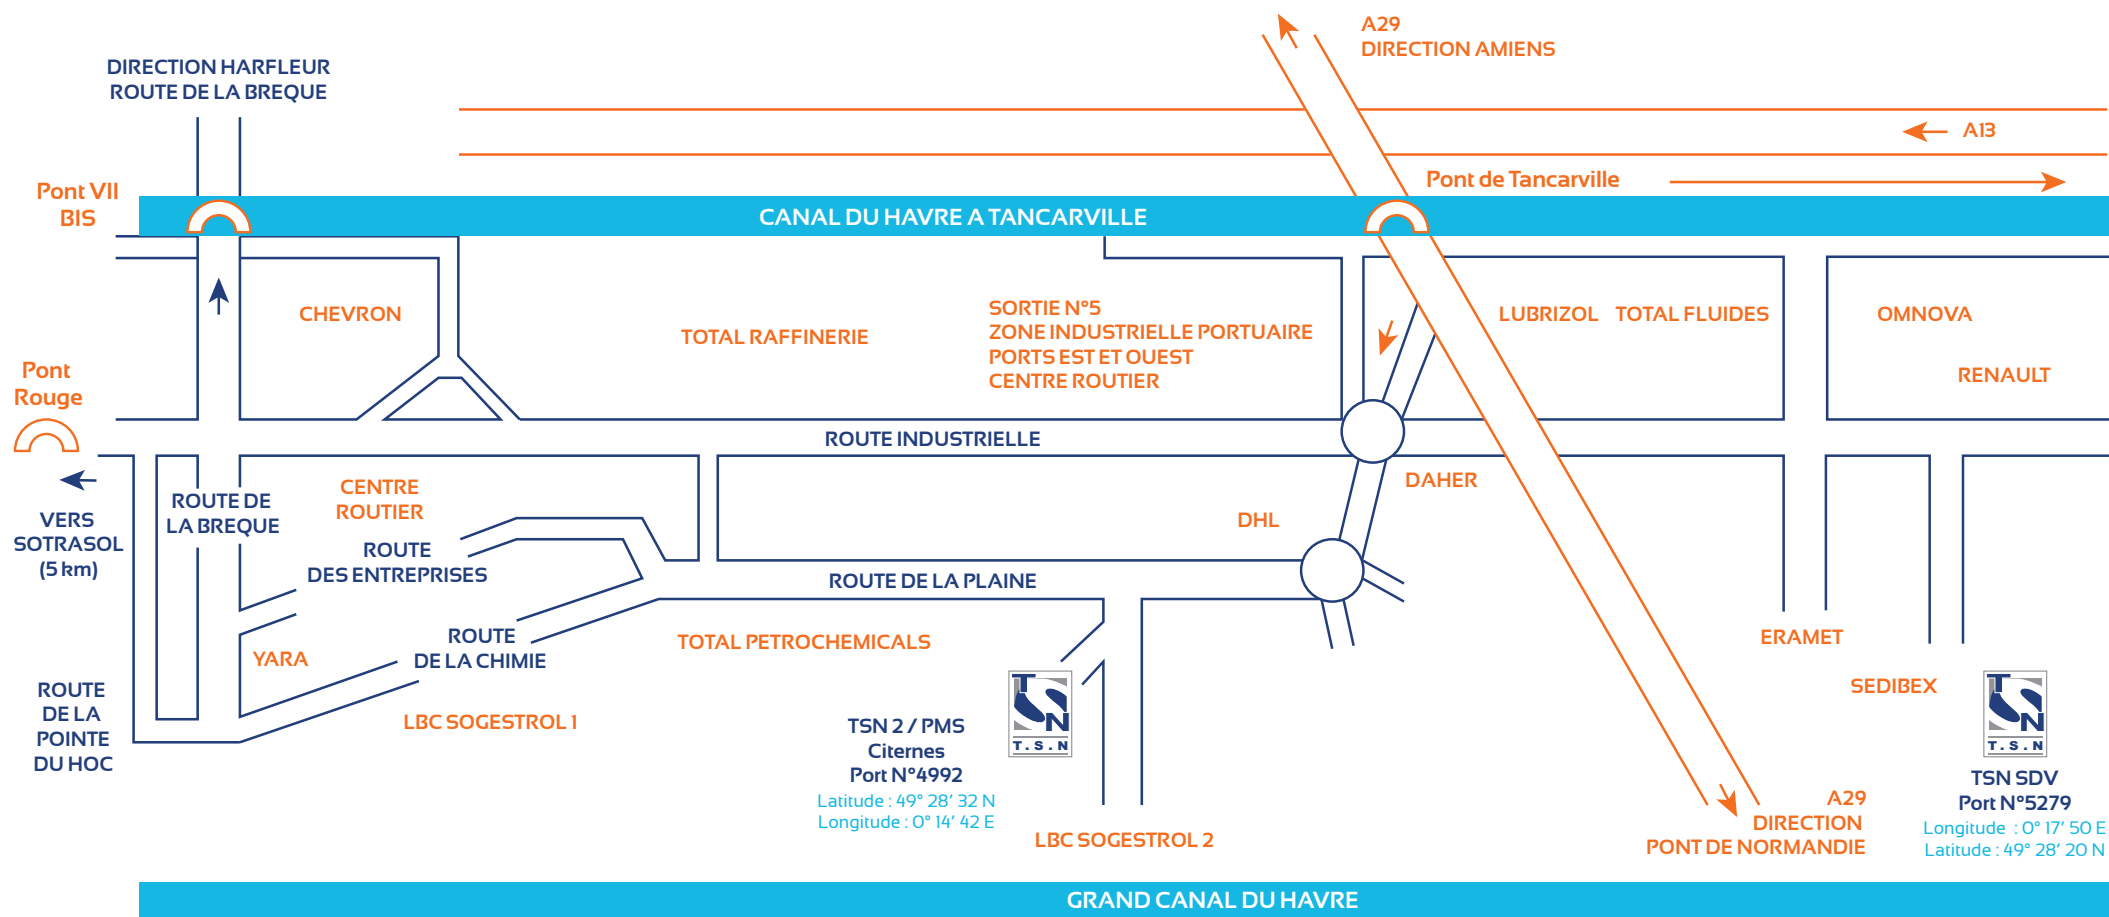 A29
DIRECTION AMIENS
DIRECTION HARFLEUR
ROUTE DE LA BREQUE
A13
Pont de Tancarville
Pont VII
BIS
CANAL DU HAVRE A TANCARVILLE
CHEVRON
TOTAL RAFFINERIE
SORTIE N°5
ZONE INDUSTRIELLE PORTUAIRE
PORTS EST ET OUEST
CENTRE ROUTIER
LUBRIZOL
TOTAL FLUIDES
OMNOVA
RENAULT
Pont
Rouge
ROUTE INDUSTRIELLE
VERS
SOTRASOL
(5 km)
ROUTE DE
LA BREQUE
CENTRE
ROUTIER
ROUTE
DES ENTREPRISES
DAHER
DHL
ROUTE DE LA PLAINE
ROUTE
DE LA CHIMIE
YARA
TOTAL PETROCHEMICALS
ERAMET
SEDIBEX
ROUTE
DE LA
POINTE
DU HOC
LBC SOGESTROL 1
TSN 2 / PMS
Citernes
Port N°4992
Latitude : 49° 28' 32 N
Longitude : 0° 14' 42 E
TSN
T.S.N
LBC SOGESTROL 2
A29
DIRECTION
PONT DE NORMANDIE
TSN
T.S.N
TSN SDV
Port N°5279
Longitude : 0° 17' 50 E
Latitude : 49° 28' 20 N
GRAND CANAL DU HAVRE